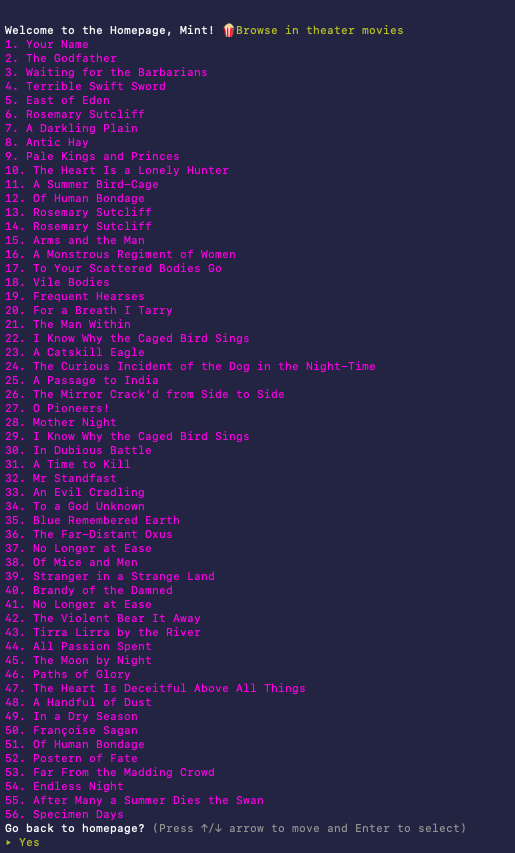 Welcome to the Homepage, Mint! 🍿Browse in theater movies
1. Your Name
2. The Godfather
3. Waiting for the Barbarians
4. Terrible Swift Sword
5. East of Eden
6. Rosemary Sutcliff
7. A Darkling Plain
8. Antic Hay
9. Pale Kings and Princes
10. The Heart Is a Lonely Hunter
11. A Summer Bird-Cage
12. Of Human Bondage
13. Rosemary Sutcliff
14. Rosemary Sutcliff
15. Arms and the Man
16. A Monstrous Regiment of Women
17. To Your Scattered Bodies Go
18. Vile Bodies
19. Frequent Hearses
20. For a Breath I Tarry
21. The Man Within
22. I Know Why the Caged Bird Sings
23. A Catskill Eagle
24. The Curious Incident of the Dog in the Night-Time
25. A Passage to India
26. The Mirror Crack'd from Side to Side
27. O Pioneers!
28. Mother Night
29. I Know Why the Caged Bird Sings
30. In Dubious Battle
31. A Time to Kill
32. Mr Standfast
33. An Evil Cradling
34. To a God Unknown
35. Blue Remembered Earth
36. The Far-Distant Oxus
37. No Longer at Ease
38. Of Mice and Men
39. Stranger in a Strange Land
40. Brandy of the Damned
41. No Longer at Ease
42. The Violent Bear It Away
43. Tirra Lirra by the River
44. All Passion Spent
45. The Moon by Night
46. Paths of Glory
47. The Heart Is Deceitful Above All Things
48. A Handful of Dust
49. In a Dry Season
50. Françoise Sagan
51. Of Human Bondage
52. Postern of Fate
53. Far From the Madding Crowd
54. Endless Night
55. After Many a Summer Dies the Swan
56. Specimen Days
Go back to homepage? (Press ↑/↓ arrow to move and Enter to select)
‣ Yes